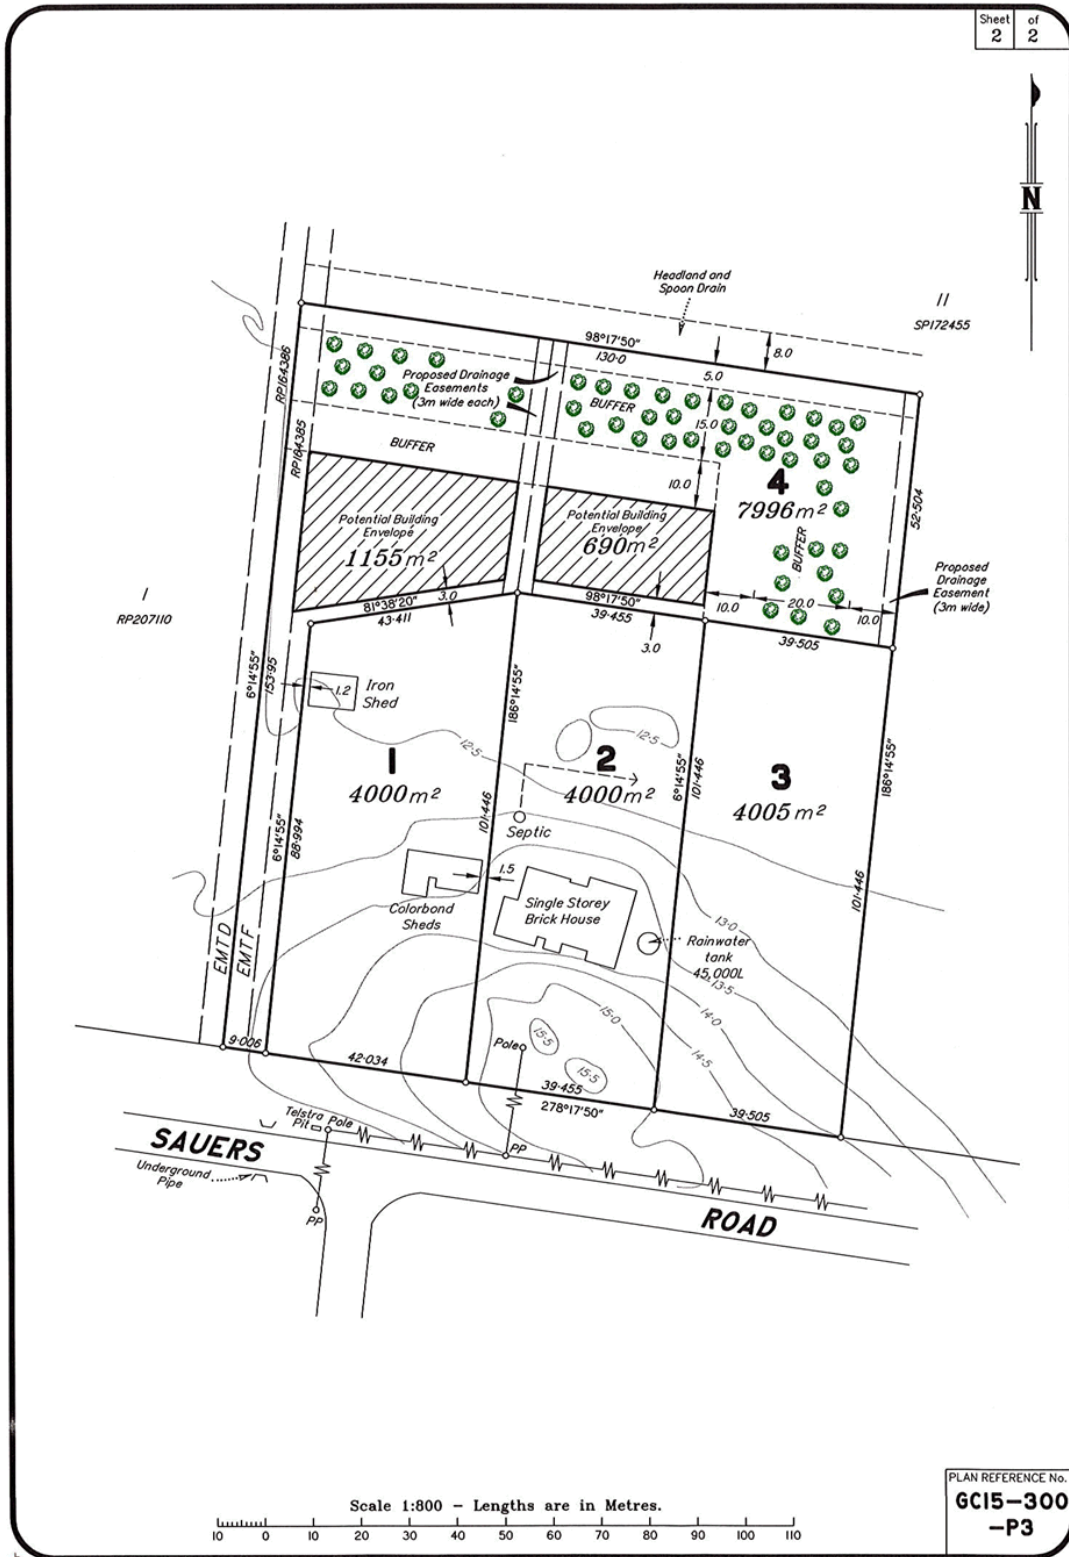 Sheet of
2 2
N
Headland and
Spoon Drain
II
SP172455
98°17'50"
130·0
8.0
5.0
RP164386
Proposed Drainage
Easements
(3m wide each)
BUFFER
15.0
RP164385
BUFFER
10.0
4
7996m²
52·504
Potential Building
Envelope
1155m²
Potential Building
Envelope
690m²
BUFFER
Proposed
Drainage
Easement
(3m wide)
I
RP207110
81°38'20"
43·411
3.0
98°17'50"
39·455
3.0
10.0
20.0
10.0
39·505
6°14'55"
153·95
1.2
Iron
Shed
186°14'55"
12·5
12·5
1
4000m²
2
4000m²
6°14'55"
101·446
3
4005m²
186°14'55"
101·446
6°14'55"
88·994
101·446
Septic
1.5
Colorbond
Sheds
Single Storey
Brick House
Rainwater
tank
45,000L
13·0
13·5
14·0
14·5
15·0
15·5
15·5
EMTD
EMTF
Pole
9·006
42·034
39·455
278°17'50"
39·505
Telstra
Pit
Pole
PP
SAUERS
ROAD
Underground
Pipe
PP
Scale 1:800 – Lengths are in Metres.
10 0 10 20 30 40 50 60 70 80 90 100 110
PLAN REFERENCE No.
GC15–300
–P3